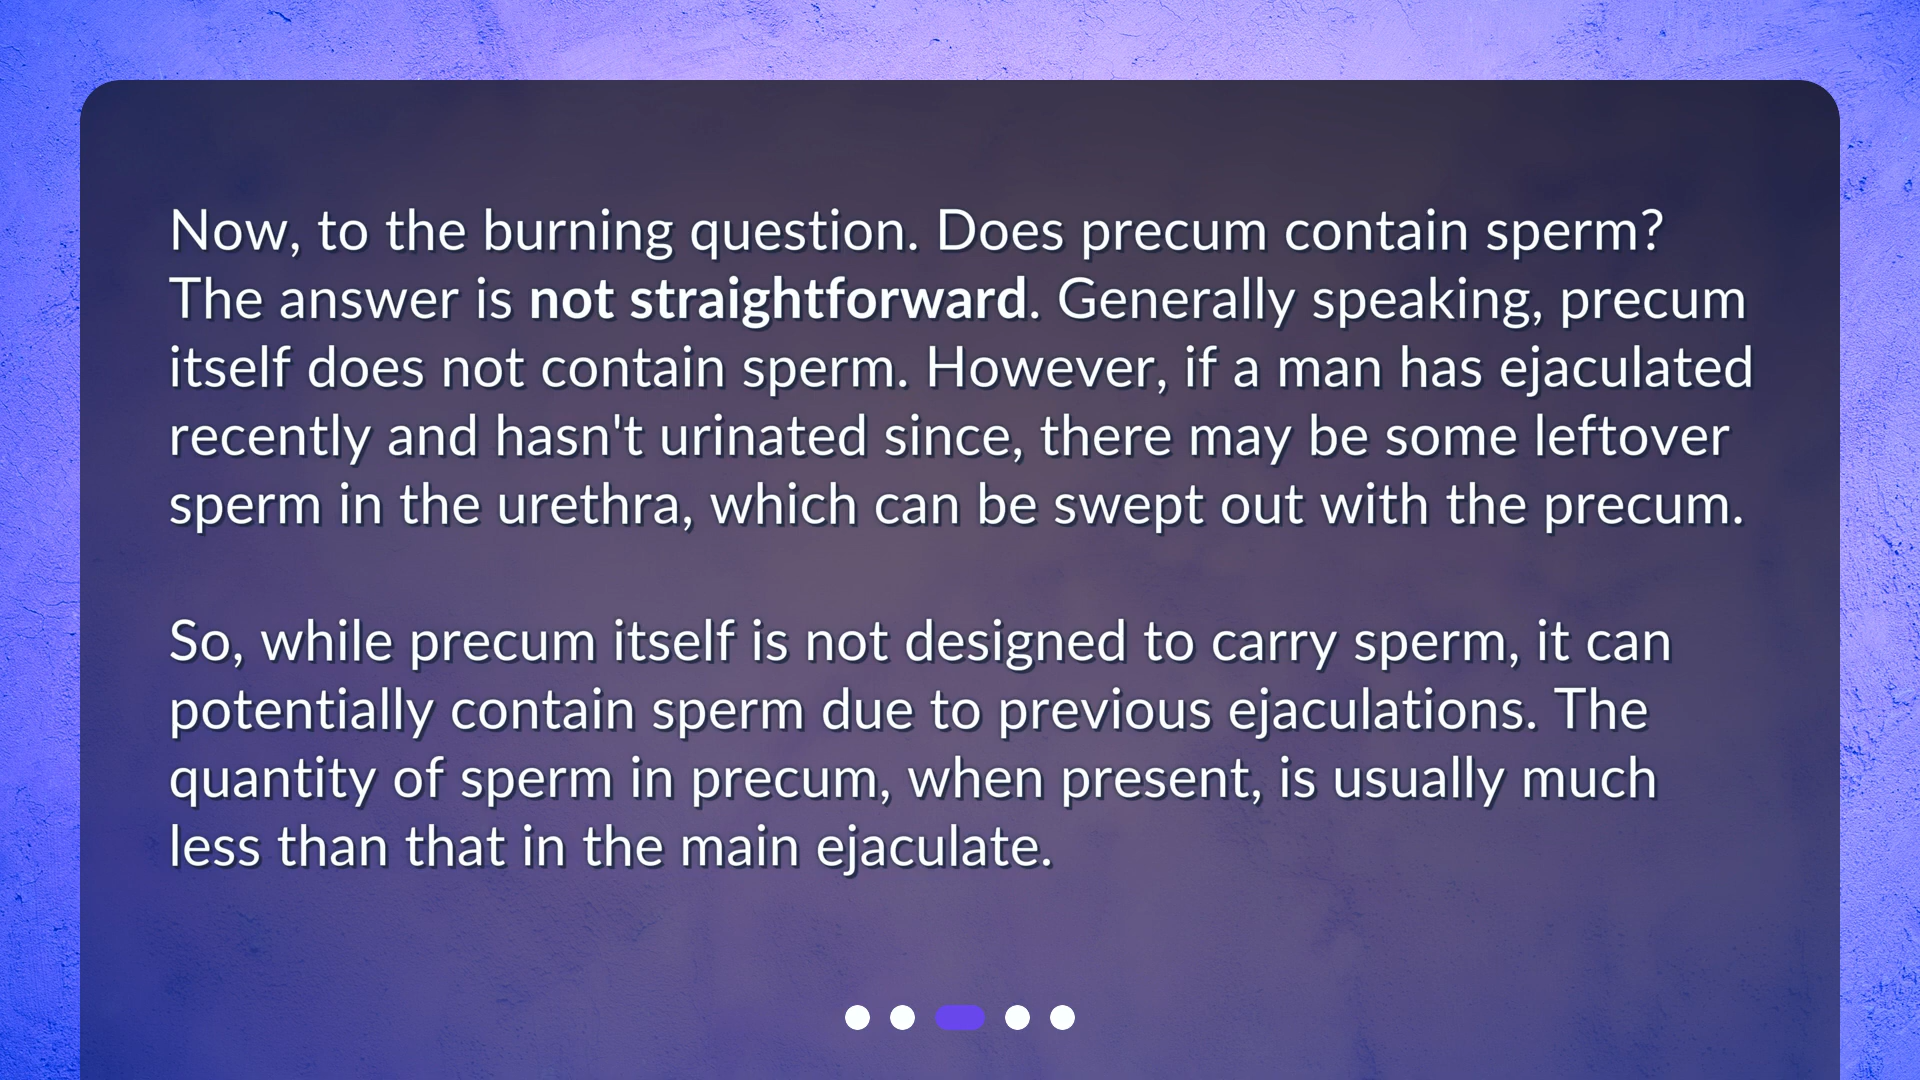 Now, to the burning question. Does precum contain sperm?
The answer is not straightforward. Generally speaking, precum
itself does not contain sperm. However, if a man has ejaculated
recently and hasn't urinated since, there may be some leftover
sperm in the urethra, which can be swept out with the precum.
So, while precum itself is not designed to carry sperm, it can
potentially contain sperm due to previous ejaculations. The
quantity of sperm in precum, when present, is usually much
less than that in the main ejaculate.